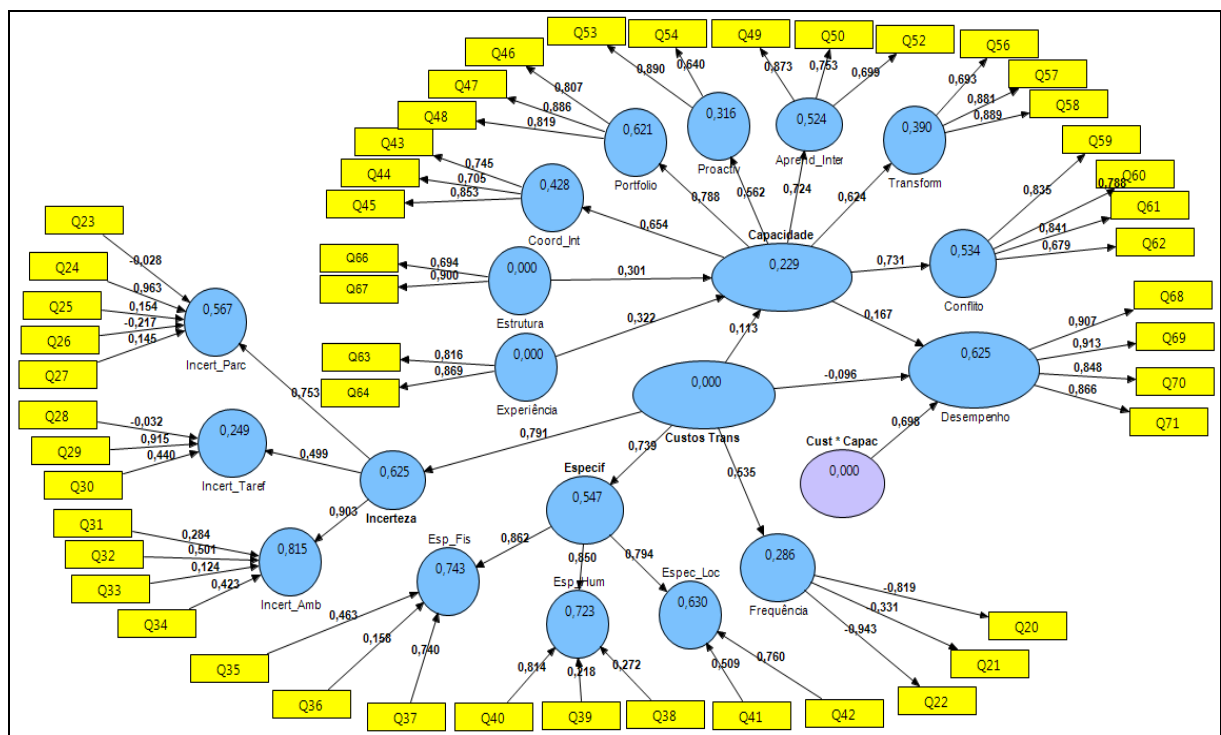 Q53
Q54
Q49
Q50
Q52
Q56
Q46
Q57
Q47
Q58
Q48
Q59
Q43
Q60
Q44
Q61
Q45
Q62
0,890
0,640
0,873
0,753
0,699
0,693
0,807
0,881
0,886
0,889
0,819
0,621
Portfolio
0,316
Proactiv
0,524
Aprend_Inter
0,390
Transform
0,745
0,705
0,853
0,428
Coord_Int
0,835
0,788
0,841
0,679
0,534
Conflito
0,788
0,562
0,724
0,624
0,654
0,731
Capacidade
0,229
Q66
Q67
0,694
0,900
0,000
Estrutura
0,301
Q63
Q64
0,816
0,869
0,000
Experiência
0,322
0,113
0,167
Q68
Q69
Q70
Q71
0,907
0,913
0,848
0,866
0,625
Desempenho
0,000
Custos Trans
-0,096
0,698
Cust * Capac
0,000
Q23
Q24
Q25
Q26
Q27
-0,028
0,963
0,154
-0,217
0,145
0,567
Incert_Parc
0,753
Q28
Q29
Q30
-0,032
0,915
0,440
0,249
Incert_Taref
0,499
0,791
0,625
Incerteza
0,903
Q31
Q32
Q33
Q34
0,284
0,501
0,124
0,423
0,815
Incert_Amb
0,739
Especif
0,547
0,535
0,862
0,850
0,794
Esp_Fis
0,743
Esp_Hum
0,723
Espec_Loc
0,630
0,286
Frequência
-0,819
-0,331
-0,943
Q20
Q21
Q22
0,463
0,158
0,740
0,814
0,218
0,272
0,509
0,760
Q35
Q36
Q37
Q40
Q39
Q38
Q41
Q42